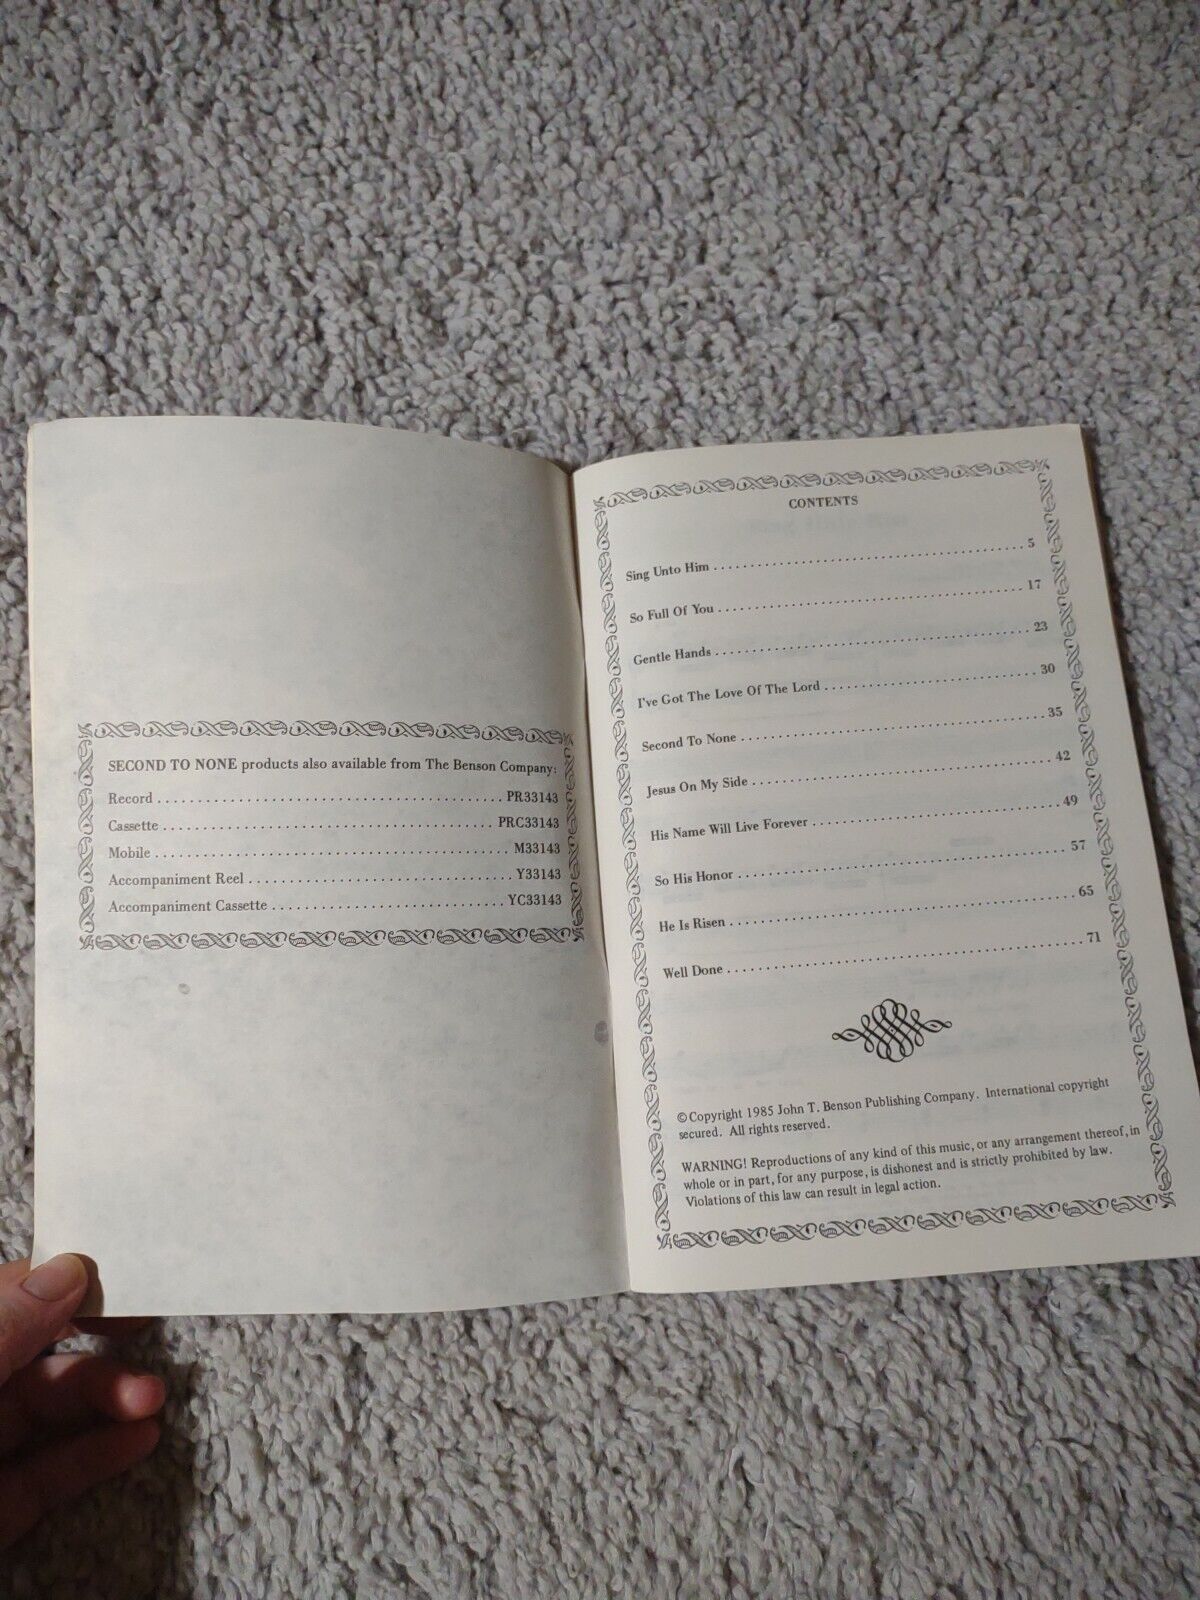 SECOND TO NONE products also available from The Benson Company:
Record . . . . . . . . . . . . . . . . . . . . . . . . . . . . . . . . . . . . . . . . . . PR33143
Cassette . . . . . . . . . . . . . . . . . . . . . . . . . . . . . . . . . . . . . . . . PRC33143
Mobile . . . . . . . . . . . . . . . . . . . . . . . . . . . . . . . . . . . . . . . . . . . M33143
Accompaniment Reel . . . . . . . . . . . . . . . . . . . . . . . . . . . . . . . . Y33143
Accompaniment Cassette . . . . . . . . . . . . . . . . . . . . . . . . . . . . YC33143
CONTENTS
Sing Unto Him . . . . . . . . . . . . . . . . . . . . . . . . . . . . . . . . . . . . . . . . 5
So Full Of You . . . . . . . . . . . . . . . . . . . . . . . . . . . . . . . . . . . . . . . 17
Gentle Hands . . . . . . . . . . . . . . . . . . . . . . . . . . . . . . . . . . . . . . . . 23
I've Got The Love Of The Lord . . . . . . . . . . . . . . . . . . . . . . . . . . . 30
Second To None . . . . . . . . . . . . . . . . . . . . . . . . . . . . . . . . . . . . . . 35
Jesus On My Side . . . . . . . . . . . . . . . . . . . . . . . . . . . . . . . . . . . . . 42
His Name Will Live Forever . . . . . . . . . . . . . . . . . . . . . . . . . . . . . . 49
So His Honor . . . . . . . . . . . . . . . . . . . . . . . . . . . . . . . . . . . . . . . . 57
He Is Risen . . . . . . . . . . . . . . . . . . . . . . . . . . . . . . . . . . . . . . . . . . 65
Well Done . . . . . . . . . . . . . . . . . . . . . . . . . . . . . . . . . . . . . . . . . . 71
©Copyright 1985 John T. Benson Publishing Company. International copyright
secured. All rights reserved.
WARNING! Reproductions of any kind of this music, or any arrangement thereof, in
whole or in part, for any purpose, is dishonest and is strictly prohibited by law.
Violations of this law can result in legal action.